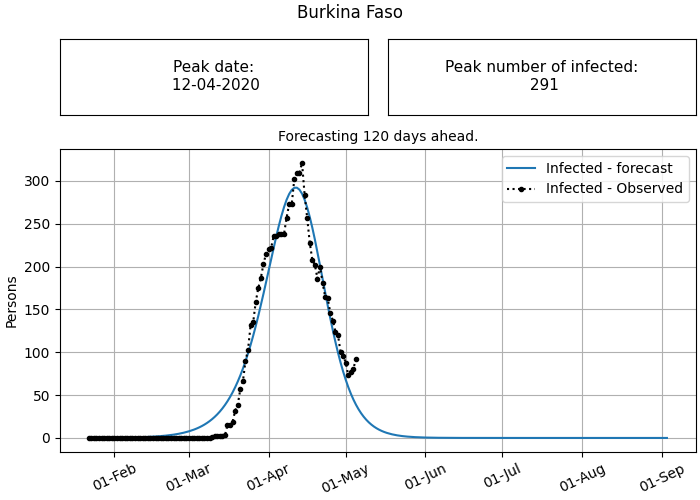 Burkina Faso
Peak date:
12-04-2020
Peak number of infected:
291
Forecasting 120 days ahead.
Infected - forecast
Infected - Observed
Persons
300
250
200
150
100
50
0
01-Feb
01-Mar
01-Apr
01-May
01-Jun
01-Jul
01-Aug
01-Sep